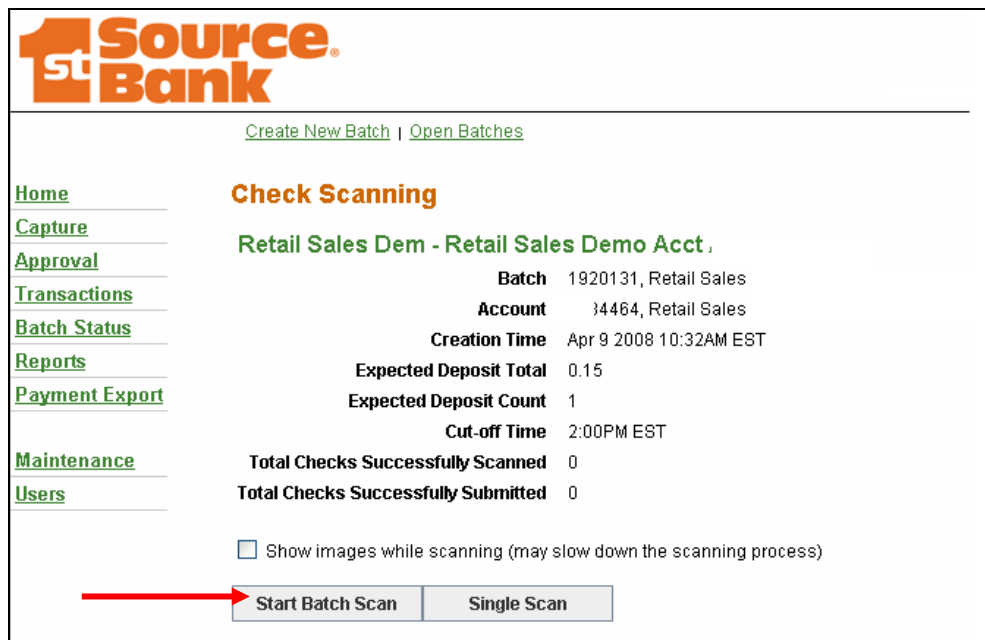 1st Source®
Bank
Create New Batch | Open Batches
Home
Capture
Approval
Transactions
Batch Status
Reports
Payment Export
Maintenance
Users
Check Scanning
Retail Sales Dem - Retail Sales Demo Acct
Batch 1920131, Retail Sales
Account 34464, Retail Sales
Creation Time Apr 9 2008 10:32AM EST
Expected Deposit Total 0.15
Expected Deposit Count 1
Cut-off Time 2:00PM EST
Total Checks Successfully Scanned 0
Total Checks Successfully Submitted 0
Show images while scanning (may slow down the scanning process)
Start Batch Scan Single Scan